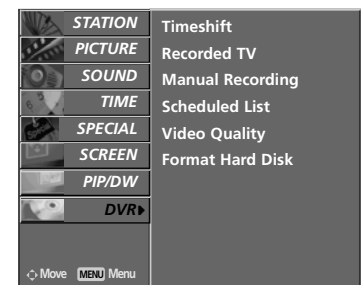 STATION
PICTURE
SOUND
TIME
SPECIAL
SCREEN
PIP/DW
DVR
Move MENU Menu
Timeshift
Recorded TV
Manual Recording
Scheduled List
Video Quality
Format Hard Disk